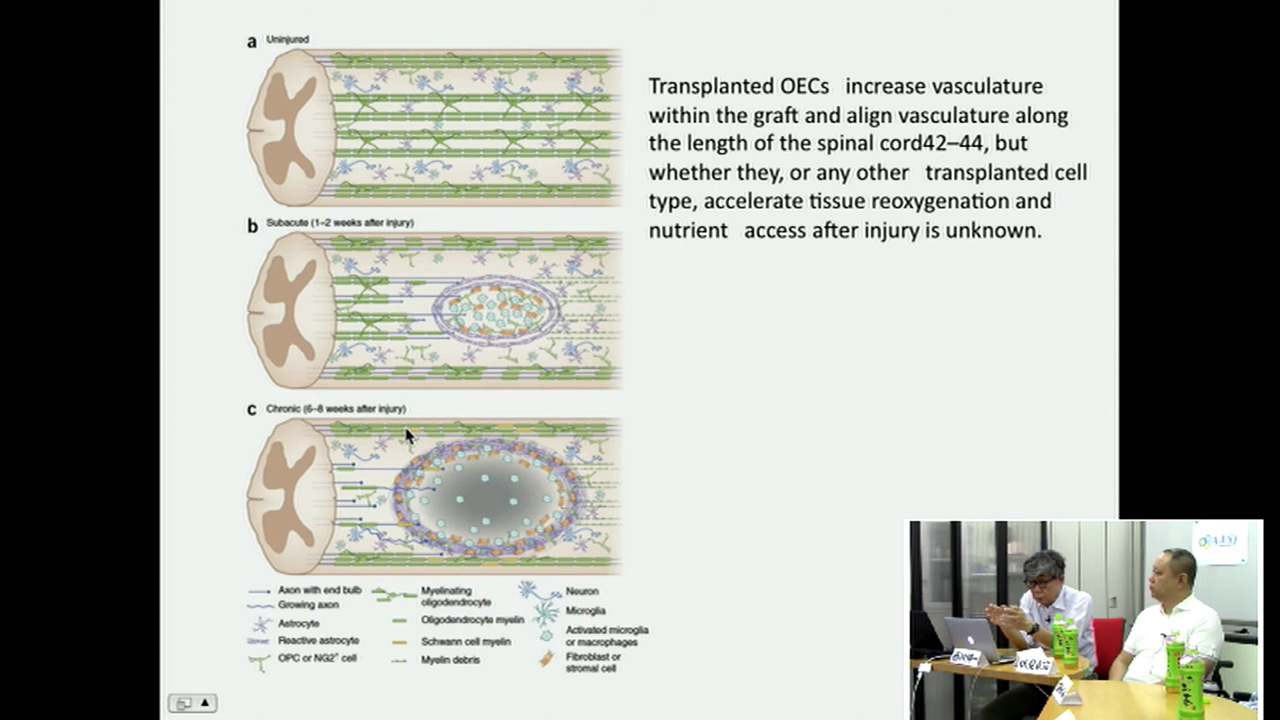 a Uninjured
Transplanted OECs increase vasculature
within the graft and align vasculature along
the length of the spinal cord42–44, but
whether they, or any other transplanted cell
type, accelerate tissue reoxygenation and
nutrient access after injury is unknown.
b Subacute (1–2 weeks after injury)
c Chronic (6–8 weeks after injury)
Axon with end bulb
Growing axon
Astrocyte
Reactive astrocyte
OPC or NG2+ cell
Myelinating
oligodendrocyte
Oligodendrocyte myelin
Schwann cell myelin
Myelin debris
Neuron
Microglia
Activated microglia
or macrophages
Fibroblast or
stromal cell